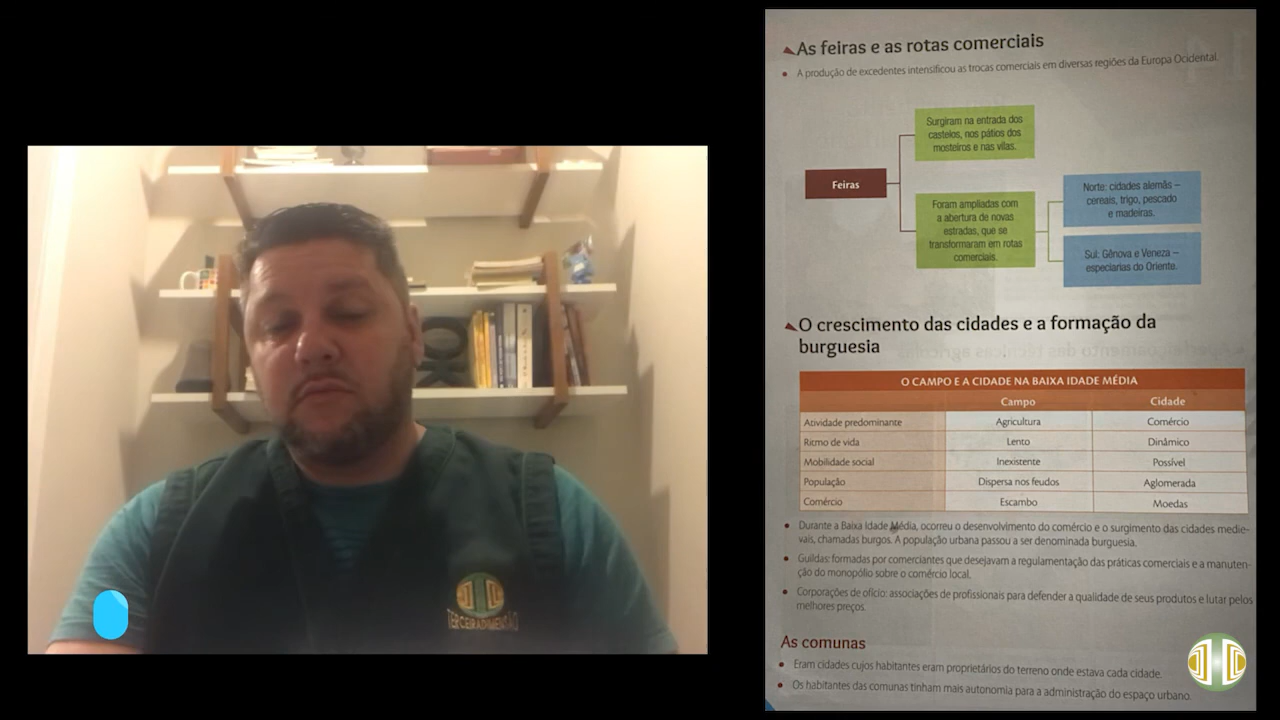 As feiras e as rotas comerciais
A produção de excedentes intensificou as trocas comerciais em diversas regiões da Europa Ocidental.
Surgiram na entrada dos
castelos, nos pátios dos
mosteiros e nas vilas.
Feiras
Foram ampliadas com
a abertura de novas
estradas, que se
transformaram em rotas
comerciais.
Norte: cidades alemãs –
cereais, trigo, pescado
e madeiras.
Sul: Gênova e Veneza –
especiarias do Oriente.
O crescimento das cidades e a formação da
burguesia
O CAMPO E A CIDADE NA BAIXA IDADE MÉDIA
Campo Cidade
Atividade predominante Agricultura Comércio
Ritmo de vida Lento Dinâmico
Mobilidade social Inexistente Possível
População Dispersa nos feudos Aglomerada
Comércio Escambo Moedas
Durante a Baixa Idade Média, ocorreu o desenvolvimento do comércio e o surgimento das cidades medie-
vais, chamadas burgos. A população urbana passou a ser denominada burguesia.
Guildas: formadas por comerciantes que desejavam a regulamentação das práticas comerciais e a manuten-
ção do monopólio sobre o comércio local.
Corporações de ofício: associações de profissionais para defender a qualidade de seus produtos e lutar pelos
melhores preços.
As comunas
Eram cidades cujos habitantes eram proprietários do terreno onde estava cada cidade.
Os habitantes das comunas tinham mais autonomia para a administração do espaço urbano.
TERCEIRADIMENSÃO